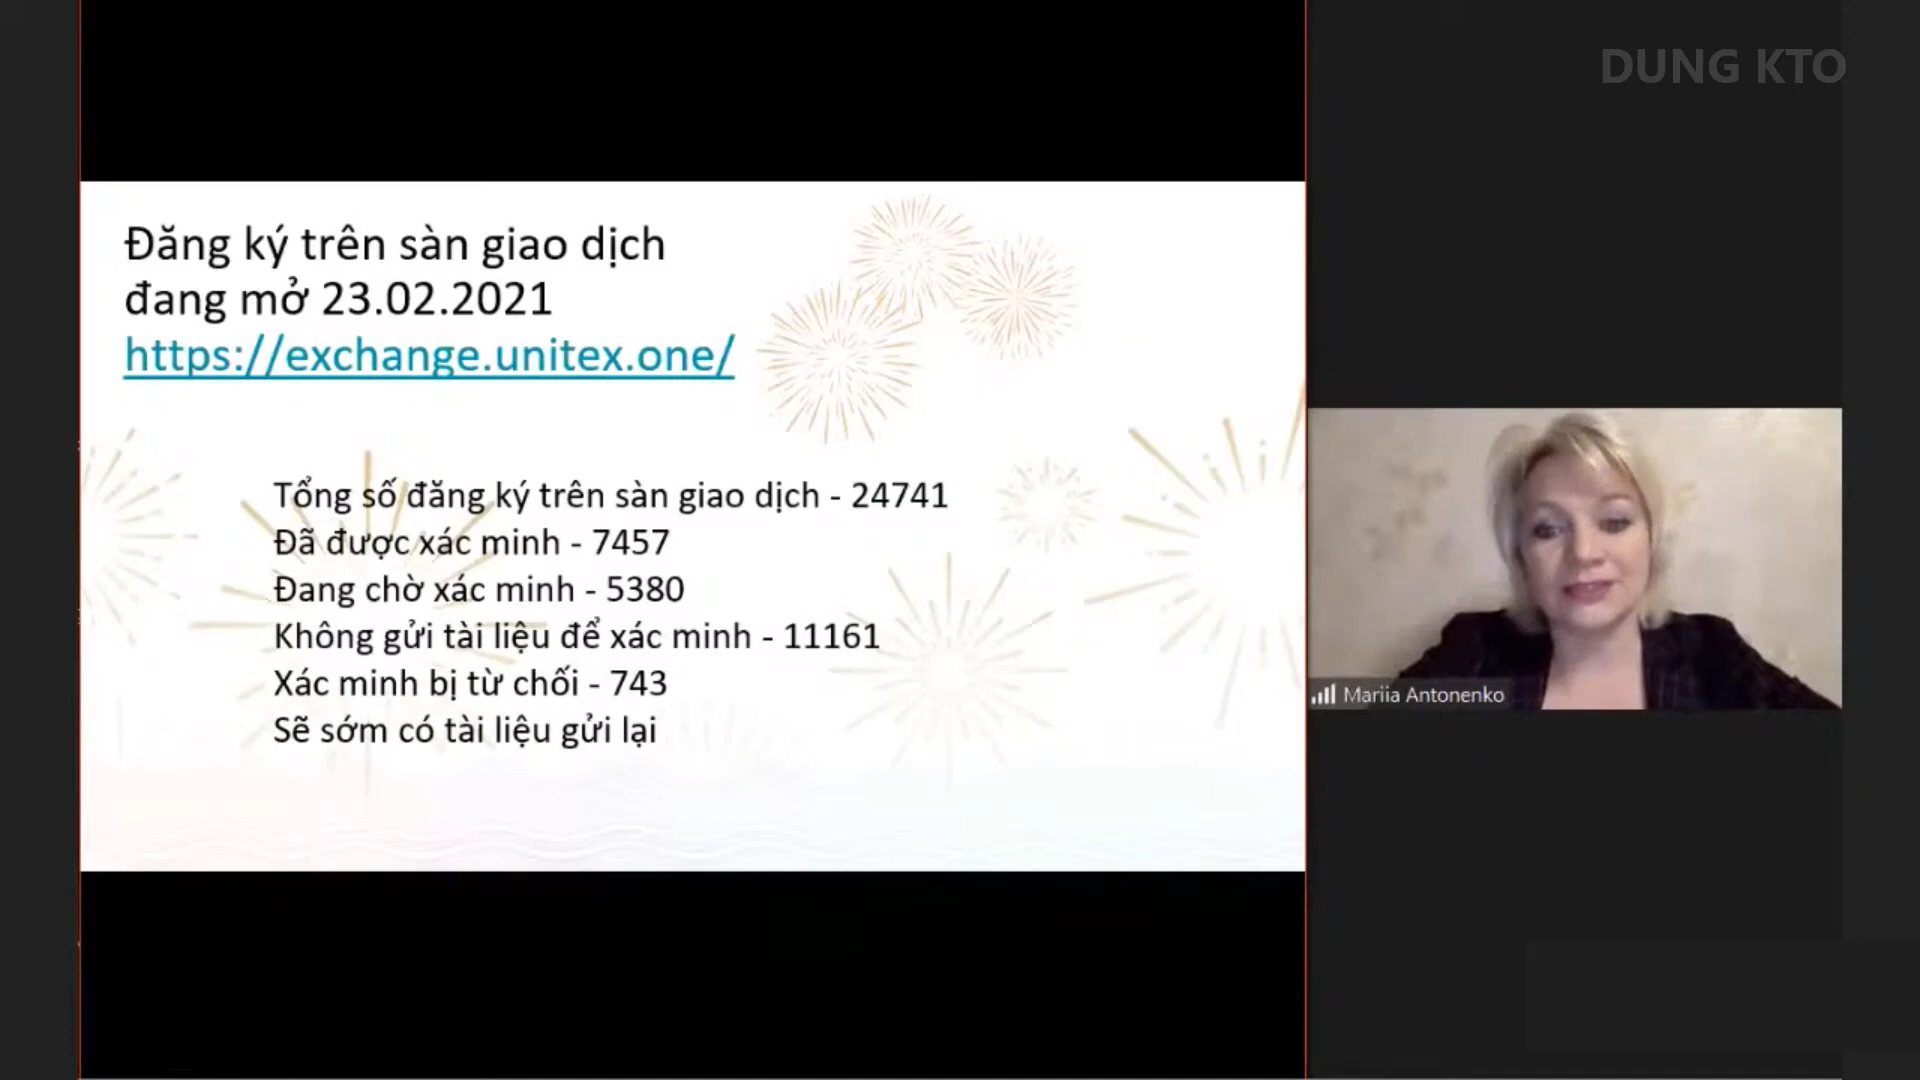 DUNG KTO
Đăng ký trên sàn giao dịch
đang mở 23.02.2021
https://exchange.unitex.one/
Tổng số đăng ký trên sàn giao dịch - 24741
Đã được xác minh - 7457
Đang chờ xác minh - 5380
Không gửi tài liệu để xác minh - 11161
Xác minh bị từ chối - 743
Sẽ sớm có tài liệu gửi lại
Mariia Antonenko